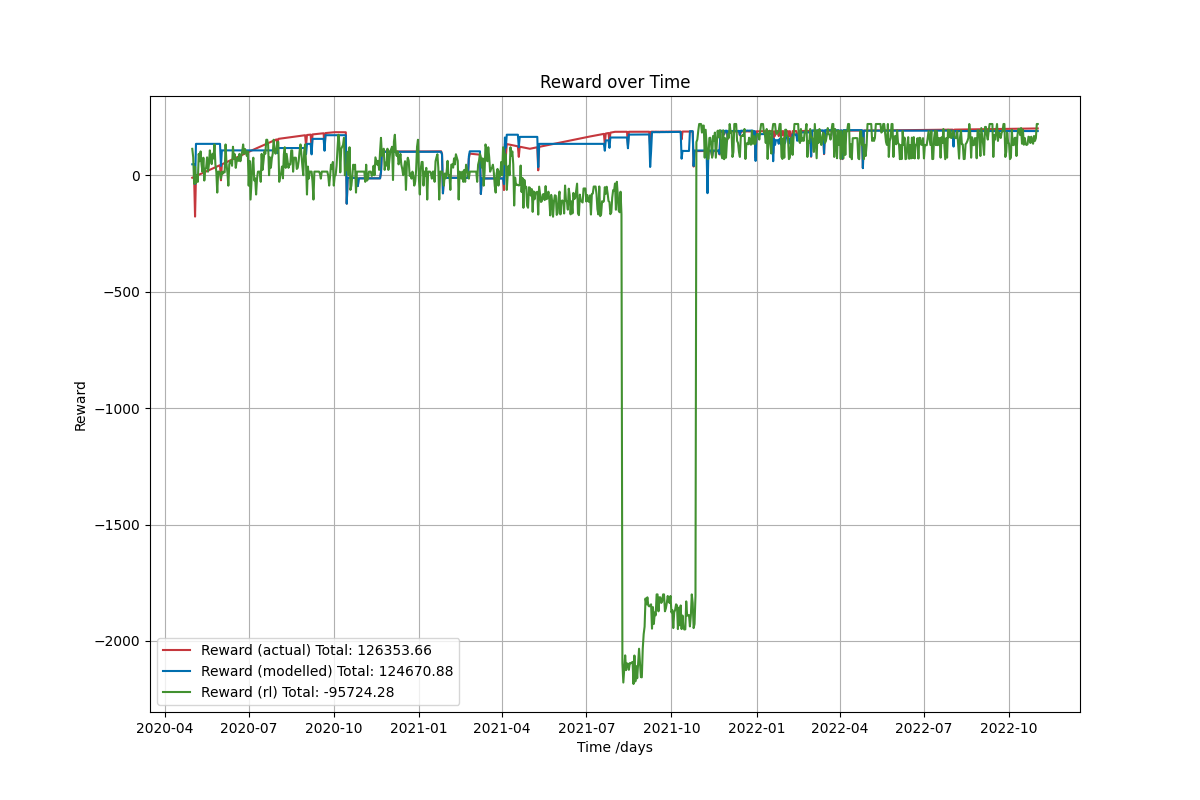 Reward over Time
Reward
0
−500
−1000
−1500
−2000
Reward (actual) Total: 126353.66
Reward (modelled) Total: 124670.88
Reward (rl) Total: -95724.28
2020-04 2020-07 2020-10 2021-01 2021-04 2021-07 2021-10 2022-01 2022-04 2022-07 2022-10
Time /days